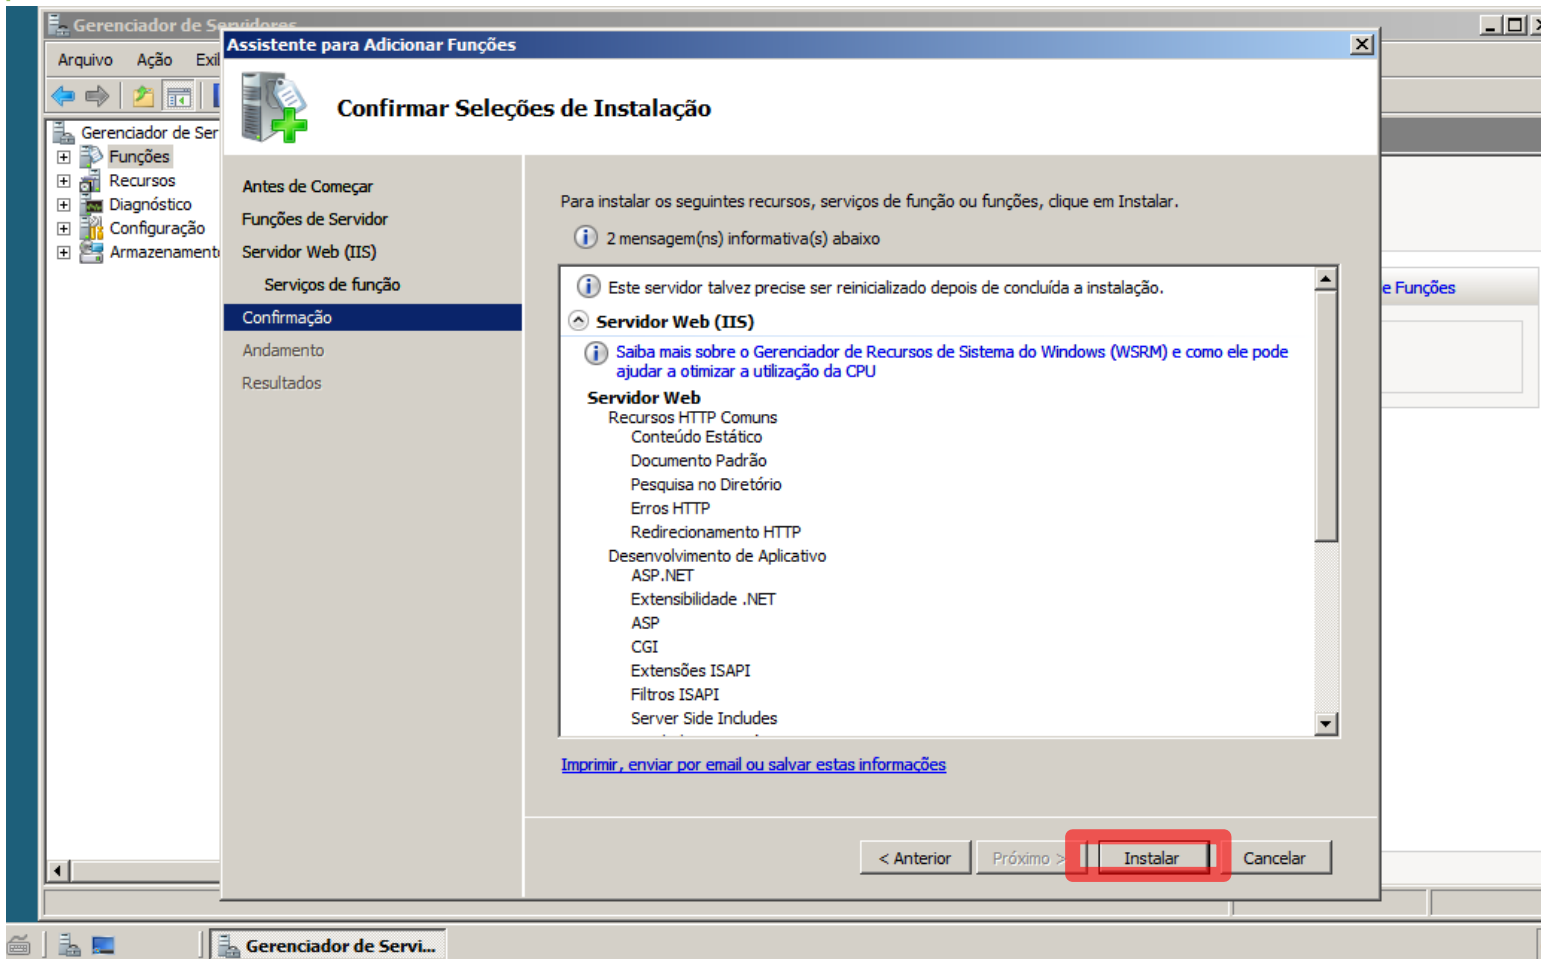 Gerenciador de Servidores
Assistente para Adicionar Funções
Arquivo Ação
Confirmar Seleções de Instalação
Gerenciador de Ser
Funções
Recursos
Diagnóstico
Configuração
Armazenament
Antes de Começar
Funções de Servidor
Servidor Web (IIS)
Serviços de função
Confirmação
Andamento
Resultados
Para instalar os seguintes recursos, serviços de função ou funções, clique em Instalar.
2 mensagem(ns) informativa(s) abaixo
Este servidor talvez precise ser reinicializado depois de concluída a instalação.
Servidor Web (IIS)
Saiba mais sobre o Gerenciador de Recursos de Sistema do Windows (WSRM) e como ele pode
ajudar a otimizar a utilização da CPU
Servidor Web
Recursos HTTP Comuns
Conteúdo Estático
Documento Padrão
Pesquisa no Diretório
Erros HTTP
Redirecionamento HTTP
Desenvolvimento de Aplicativo
ASP.NET
Extensibilidade .NET
ASP
CGI
Extensões ISAPI
Filtros ISAPI
Server Side Includes
Imprimir, enviar por email ou salvar estas informações
e Funções
< Anterior
Próximo >
Instalar
Cancelar
Gerenciador de Servi...